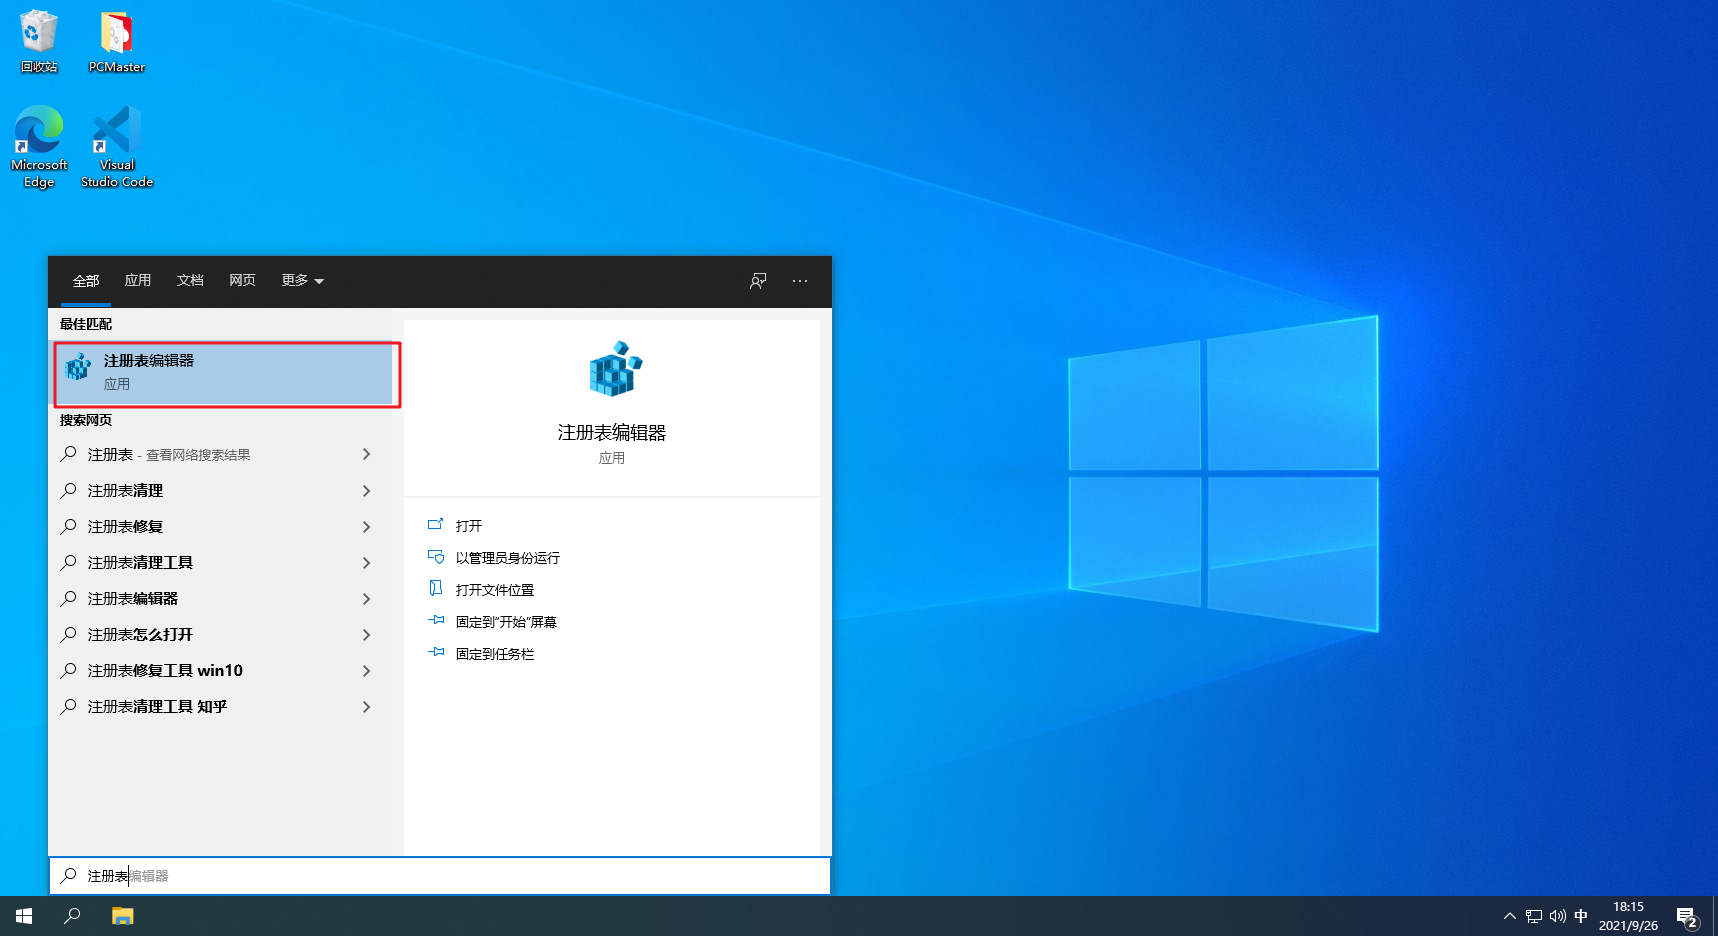 回收站
PCMaster
Microsoft
Edge
Visual
Studio Code
全部 应用 文档 网页 更多
最佳匹配
注册表编辑器
应用
搜索网页
注册表 - 查看网络搜索结果
注册表清理
注册表修复
注册表清理工具
注册表编辑器
注册表怎么打开
注册表修复工具 win10
注册表清理工具 知乎
注册表编辑器
应用
打开
以管理员身份运行
打开文件位置
固定到"开始"屏幕
固定到任务栏
注册表编辑器
中
18:15
2021/9/26
2